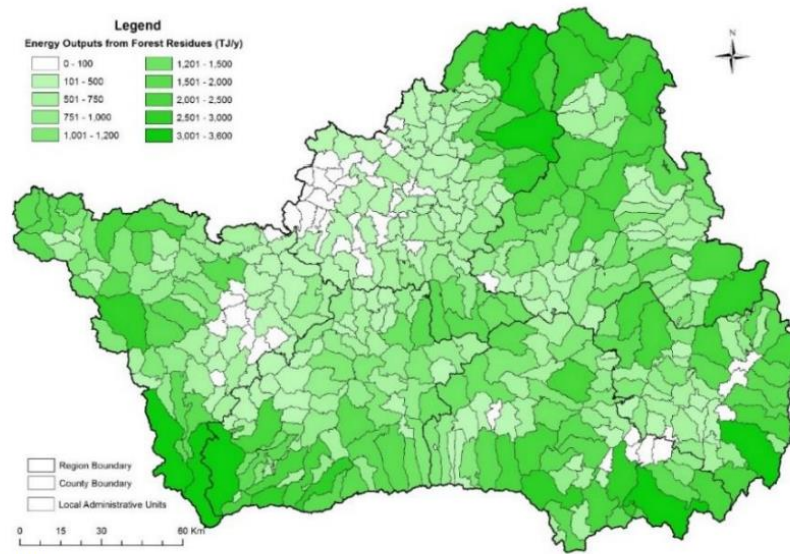 Legend
Energy Outputs from Forest Residues (TJ/y)
0 - 100
101 - 500
501 - 750
751 - 1,000
1,001 - 1,200
1,201 - 1,500
1,501 - 2,000
2,001 - 2,500
2,501 - 3,000
3,001 - 3,600
N
Region Boundary
County Boundary
Local Administrative Units
0 15 30 60 Km